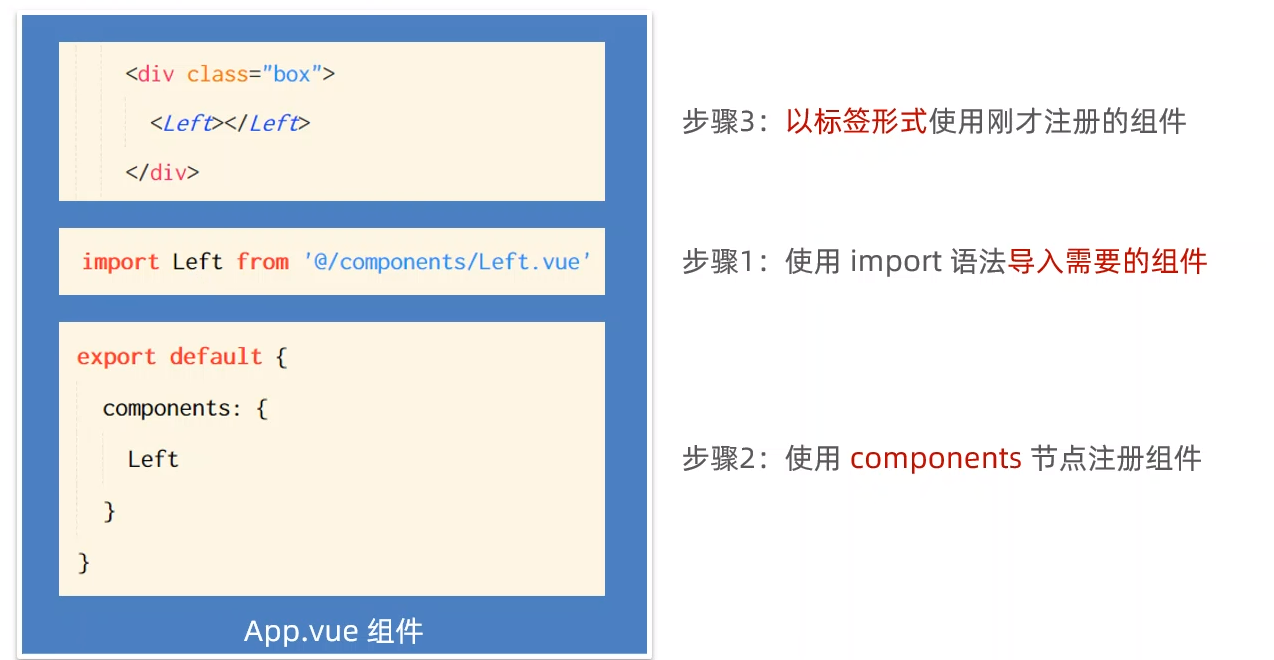 <div class="box">
<Left></Left>
</div>
步骤3：以标签形式使用刚才注册的组件
import Left from '@/components/Left.vue'
步骤1：使用 import 语法导入需要的组件
export default {
components: {
Left
}
}
步骤2：使用 components 节点注册组件
App.vue 组件